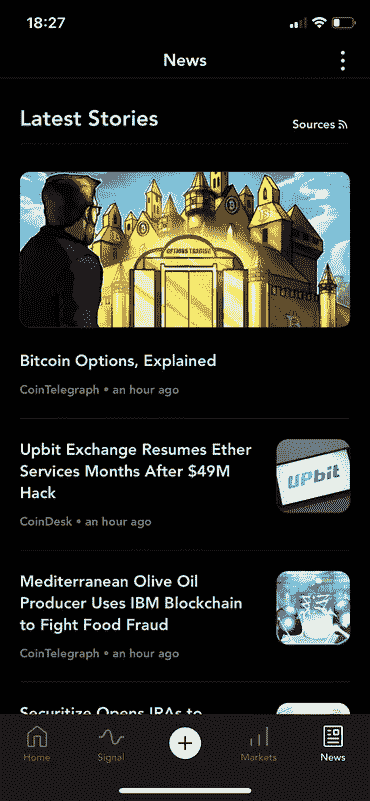 18:27
News
Latest Stories
Sources
OPTIONS TRADING
Bitcoin Options, Explained
CoinTelegraph • an hour ago
Upbit Exchange Resumes Ether
Services Months After $49M
Hack
UPbit
CoinDesk • an hour ago
Mediterranean Olive Oil
Producer Uses IBM Blockchain
to Fight Food Fraud
CoinTelegraph • an hour ago
Securitize Opens IRAs to
Home
Signal
Markets
News